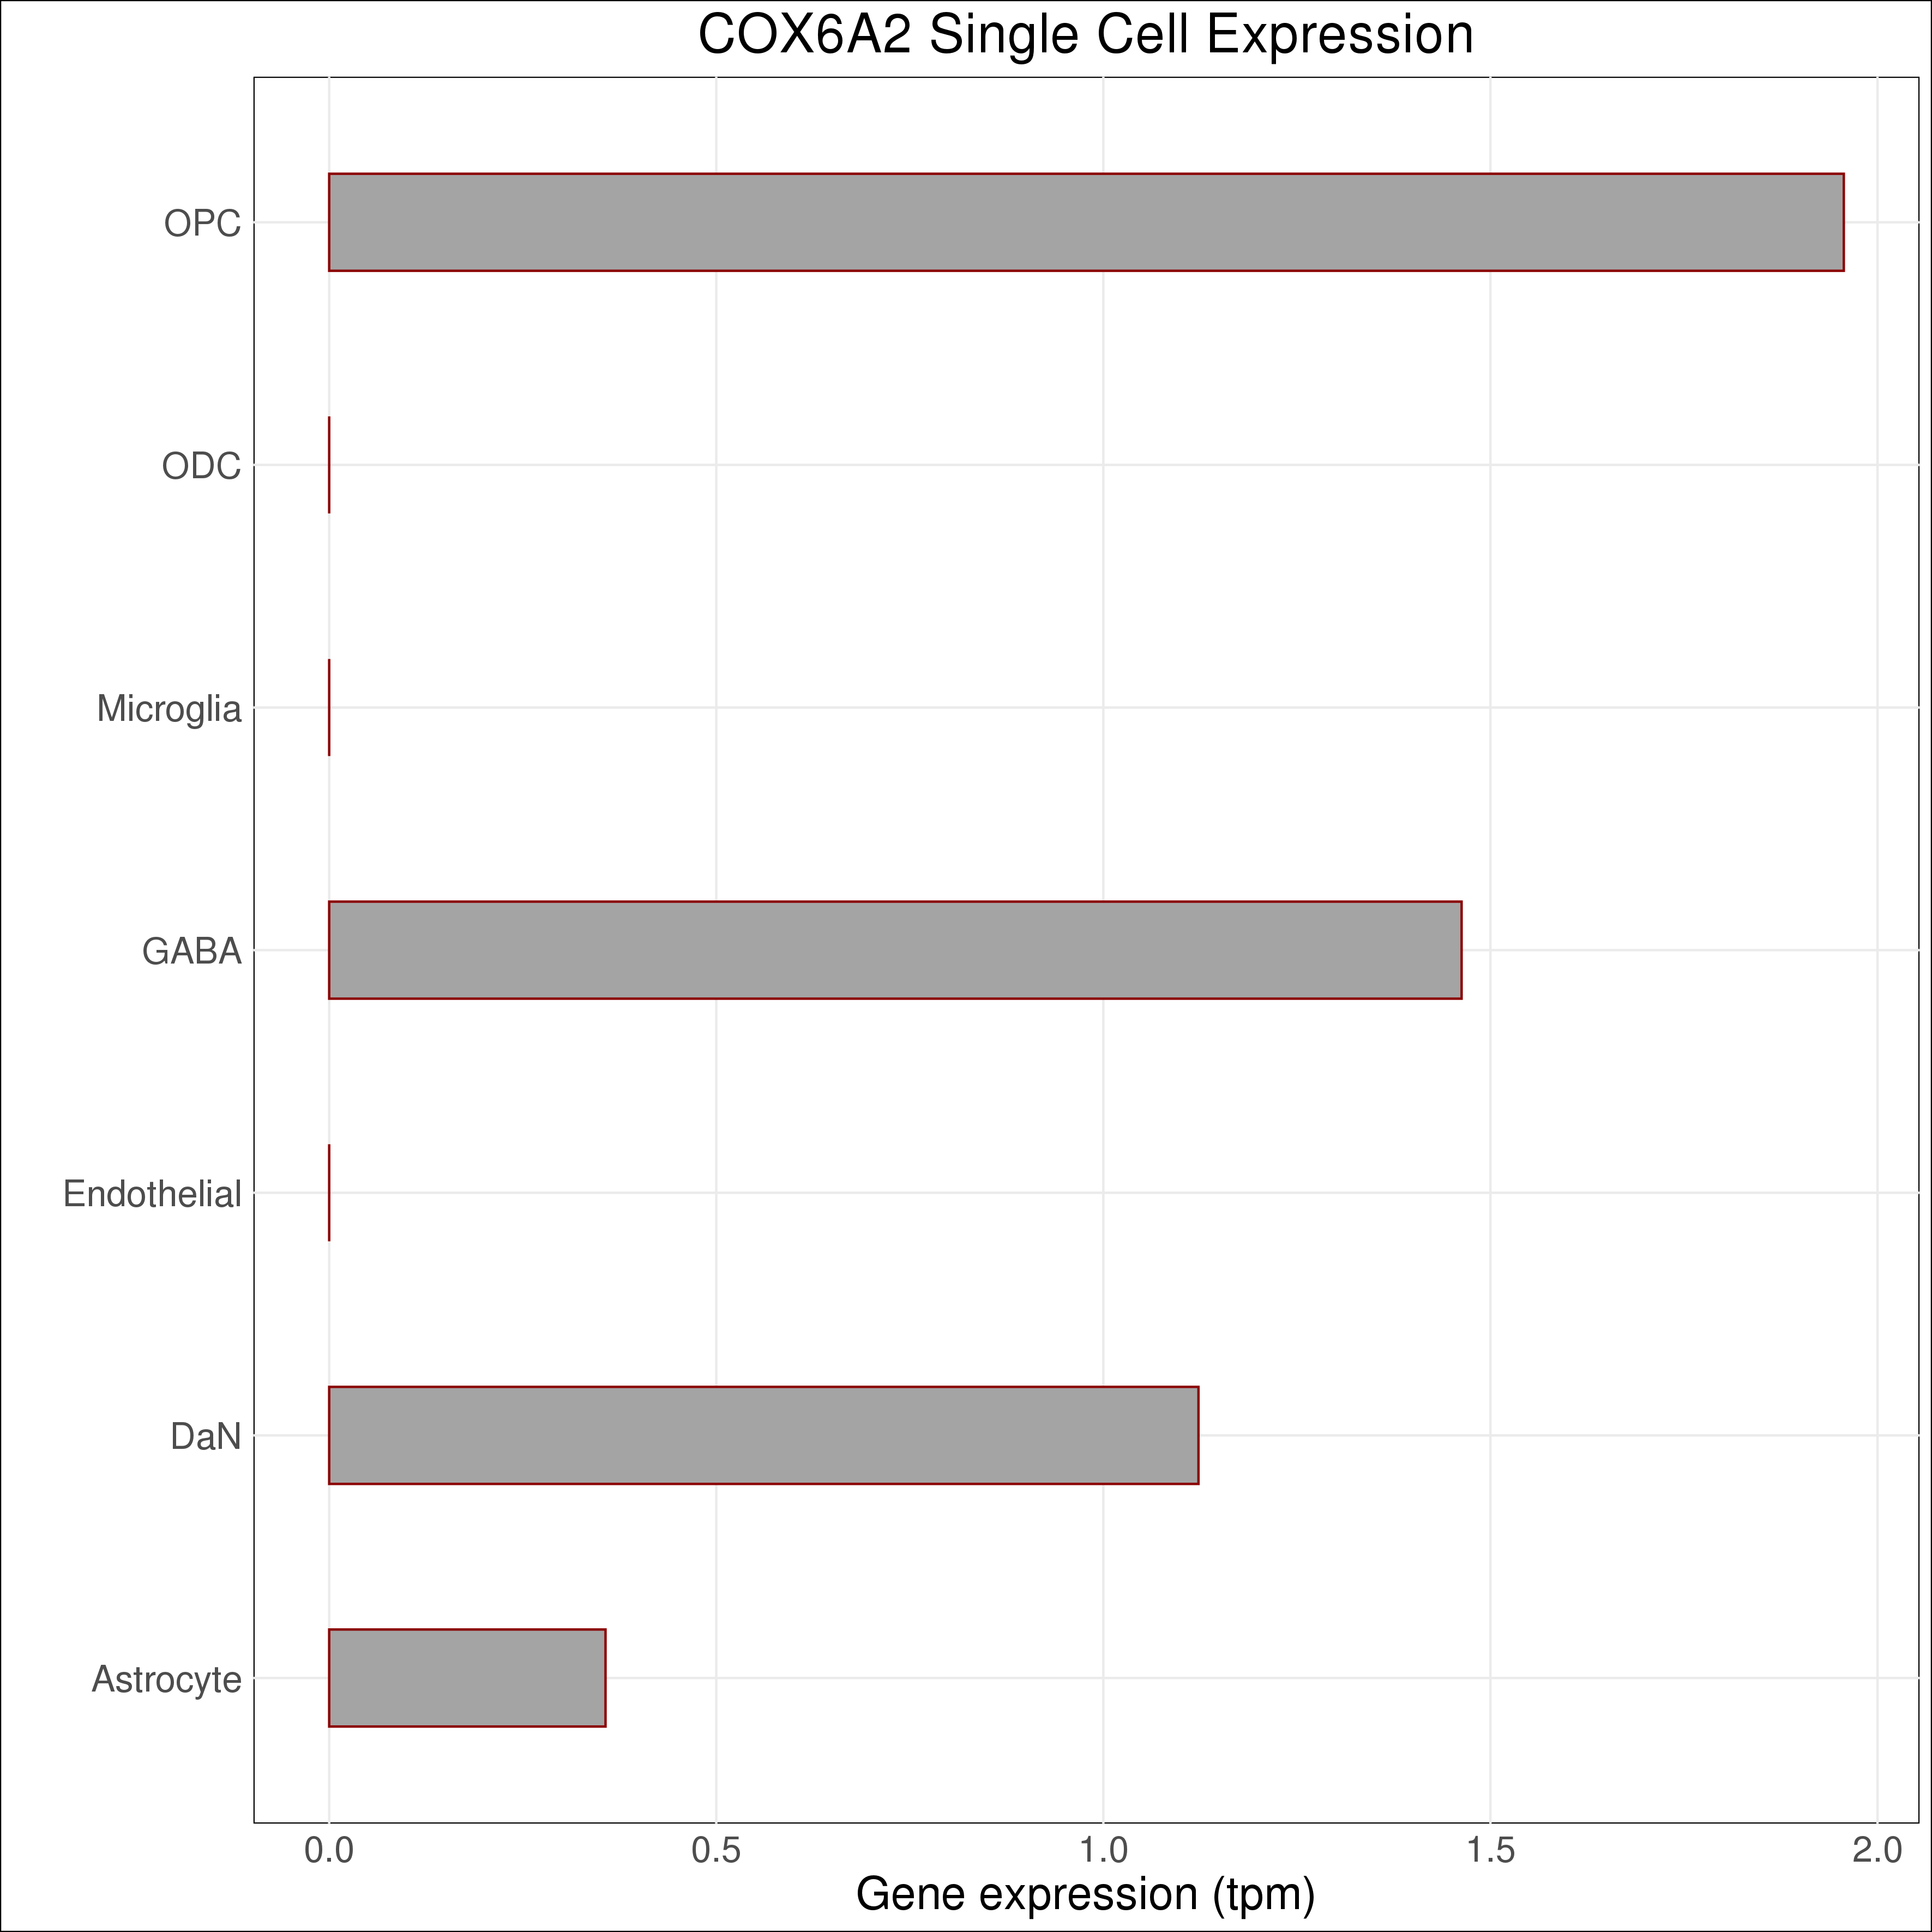 COX6A2 Single Cell Expression
OPC
ODC
Microglia
GABA
Endothelial
DaN
Astrocyte
0.0 0.5 1.0 1.5 2.0
Gene expression (tpm)